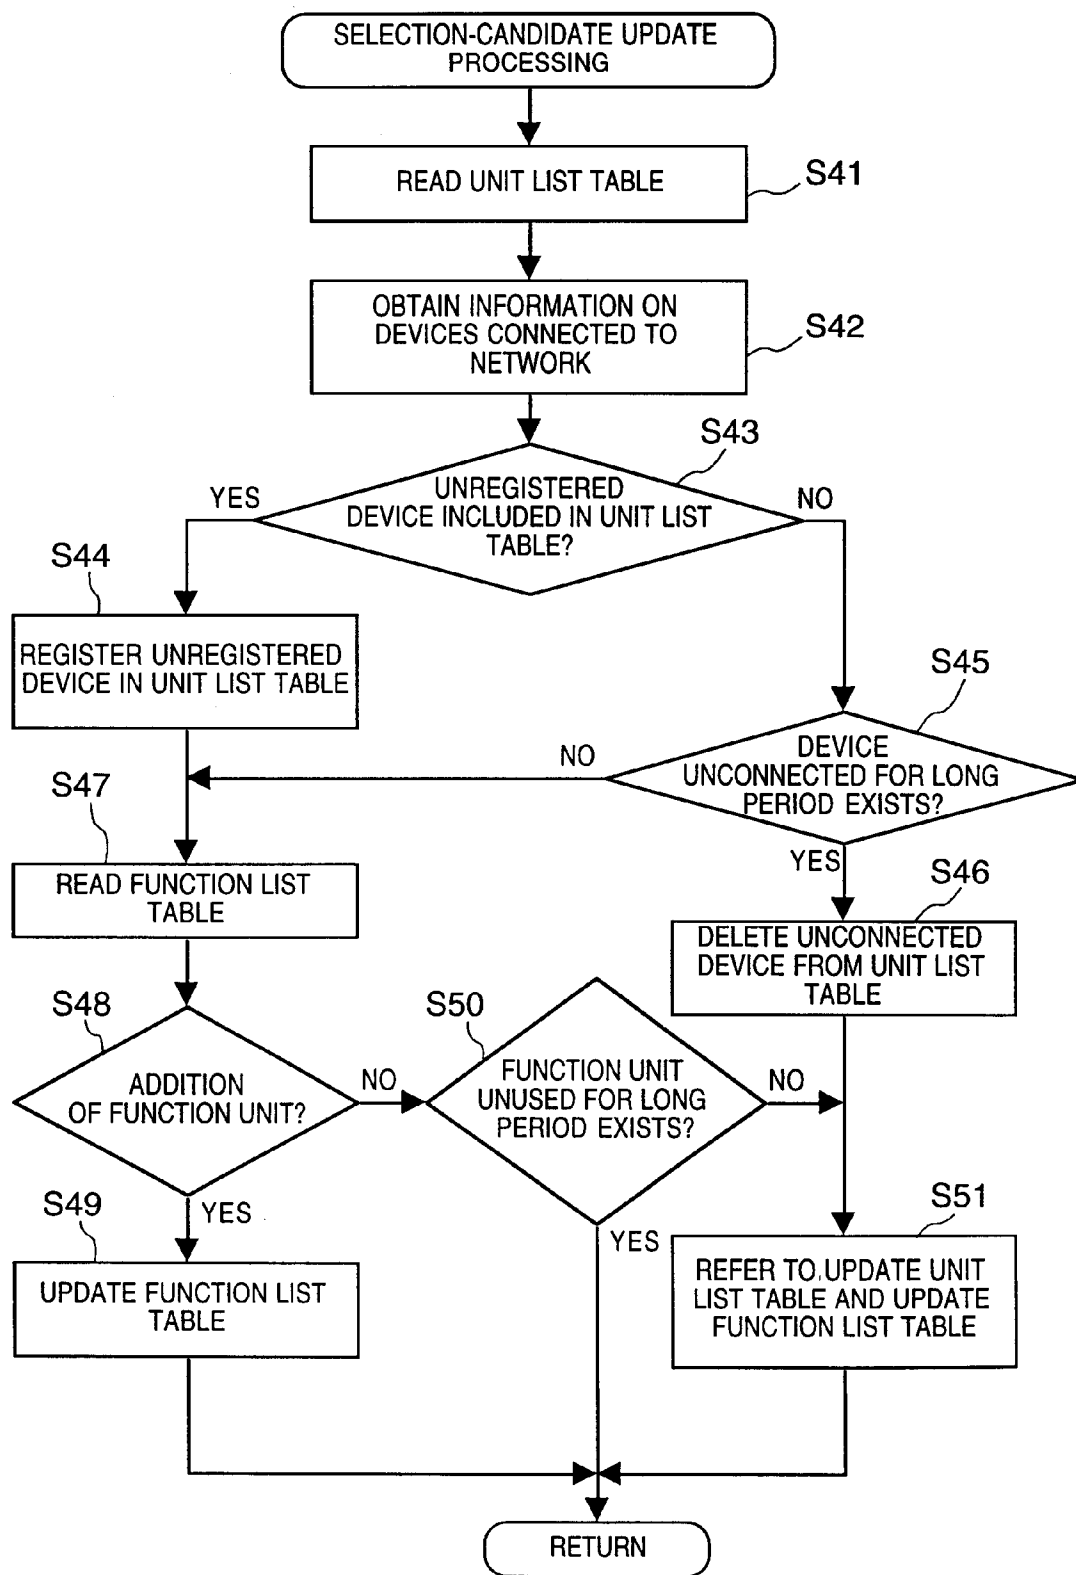 SELECTION-CANDIDATE UPDATE
PROCESSING
READ UNIT LIST TABLE
S41
OBTAIN INFORMATION ON
DEVICES CONNECTED TO
NETWORK
S42
S43
UNREGISTERED
DEVICE INCLUDED IN UNIT LIST
TABLE?
YES
NO
S44
REGISTER UNREGISTERED
DEVICE IN UNIT LIST TABLE
S45
DEVICE
UNCONNECTED FOR LONG
PERIOD EXISTS?
NO
YES
S47
READ FUNCTION LIST
TABLE
S46
DELETE UNCONNECTED
DEVICE FROM UNIT LIST
TABLE
S48
ADDITION
OF FUNCTION UNIT?
NO
YES
S50
FUNCTION UNIT
UNUSED FOR LONG
PERIOD EXISTS?
NO
YES
S49
UPDATE FUNCTION LIST
TABLE
S51
REFER TO UPDATE UNIT
LIST TABLE AND UPDATE
FUNCTION LIST TABLE
RETURN